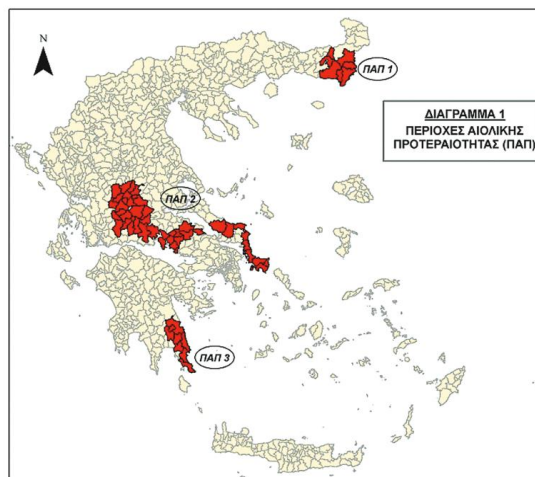 N
ΠΑΠ 1
ΔΙΑΓΡΑΜΜΑ 1
ΠΕΡΙΟΧΕΣ ΑΙΟΛΙΚΗΣ
ΠΡΟΤΕΡΑΙΟΤΗΤΑΣ (ΠΑΠ)
ΠΑΠ 2
ΠΑΠ 3